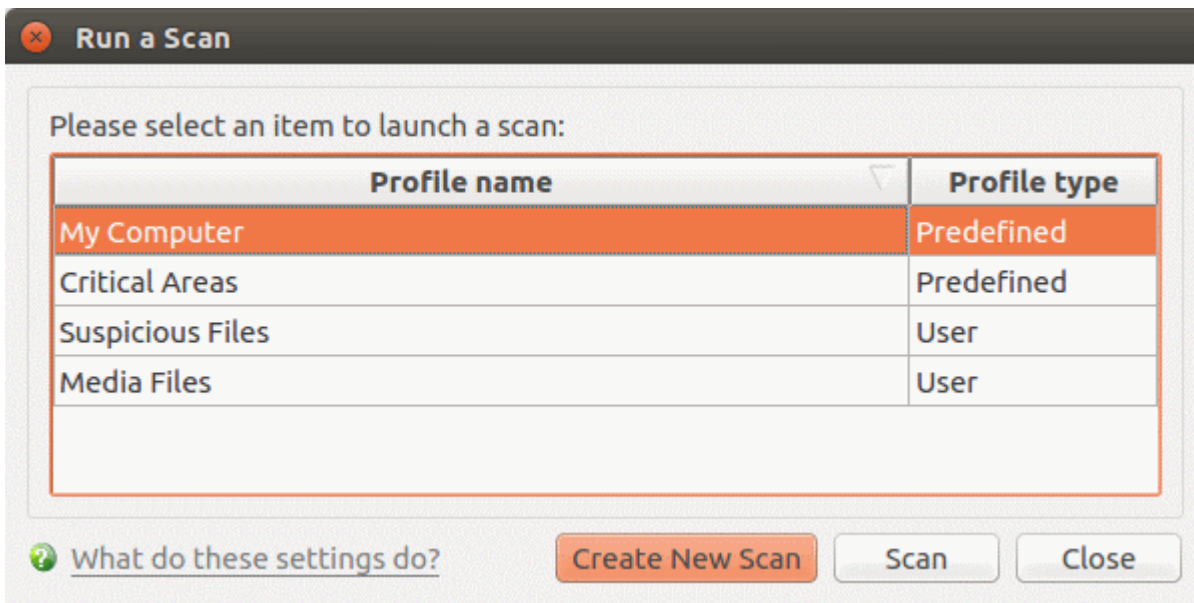 Run a Scan
Please select an item to launch a scan:
Profile name Profile type
My Computer Predefined
Critical Areas Predefined
Suspicious Files User
Media Files User
What do these settings do? Create New Scan Scan Close